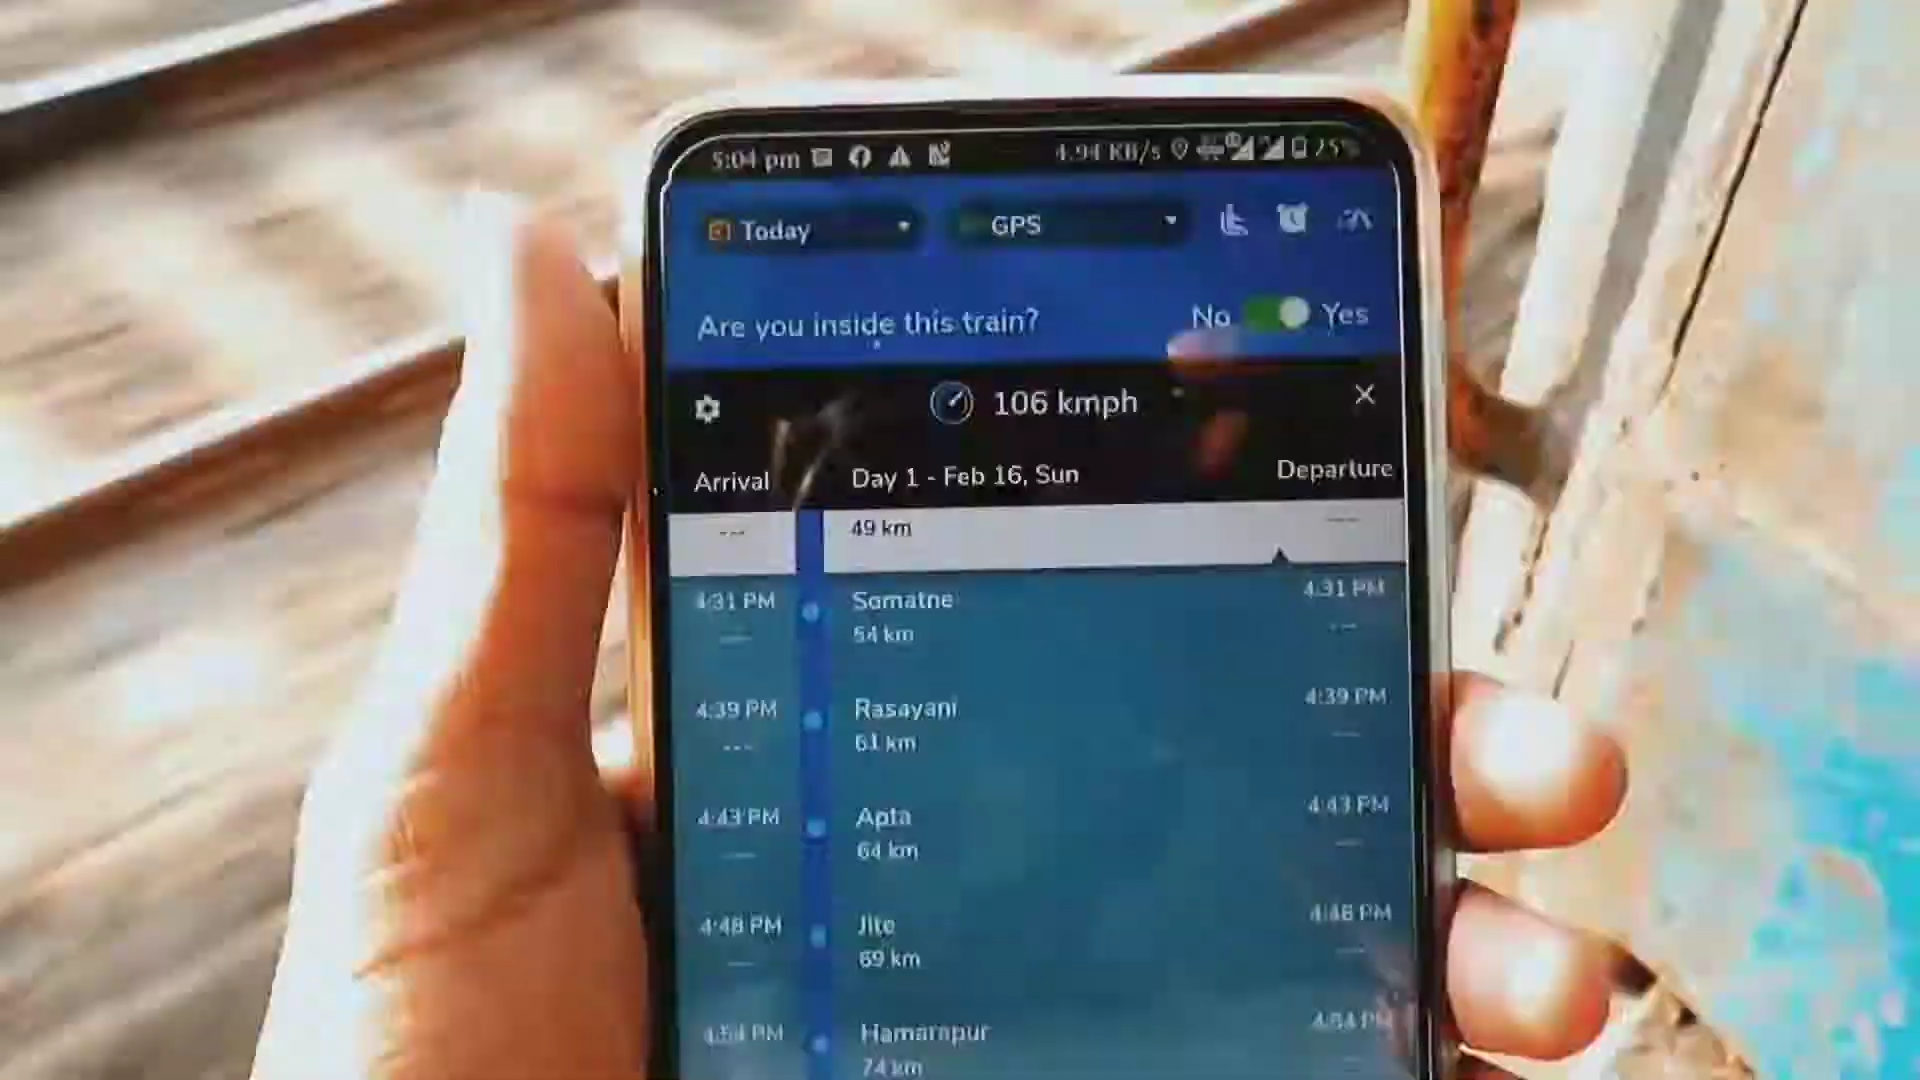 5:04 pm 4.94 KB/s 25%
Today GPS
Are you inside this train? No Yes
106 kmph
Arrival Day 1 - Feb 16, Sun Departure
--- 49 km ---
4:31 PM Somatne 4:31 PM
--- 54 km ---
4:39 PM Rasayani 4:39 PM
--- 61 km ---
4:43 PM Apta 4:43 PM
--- 64 km ---
4:48 PM Jite 4:48 PM
--- 69 km ---
4:54 PM Hamarapur 4:54 PM
74 km